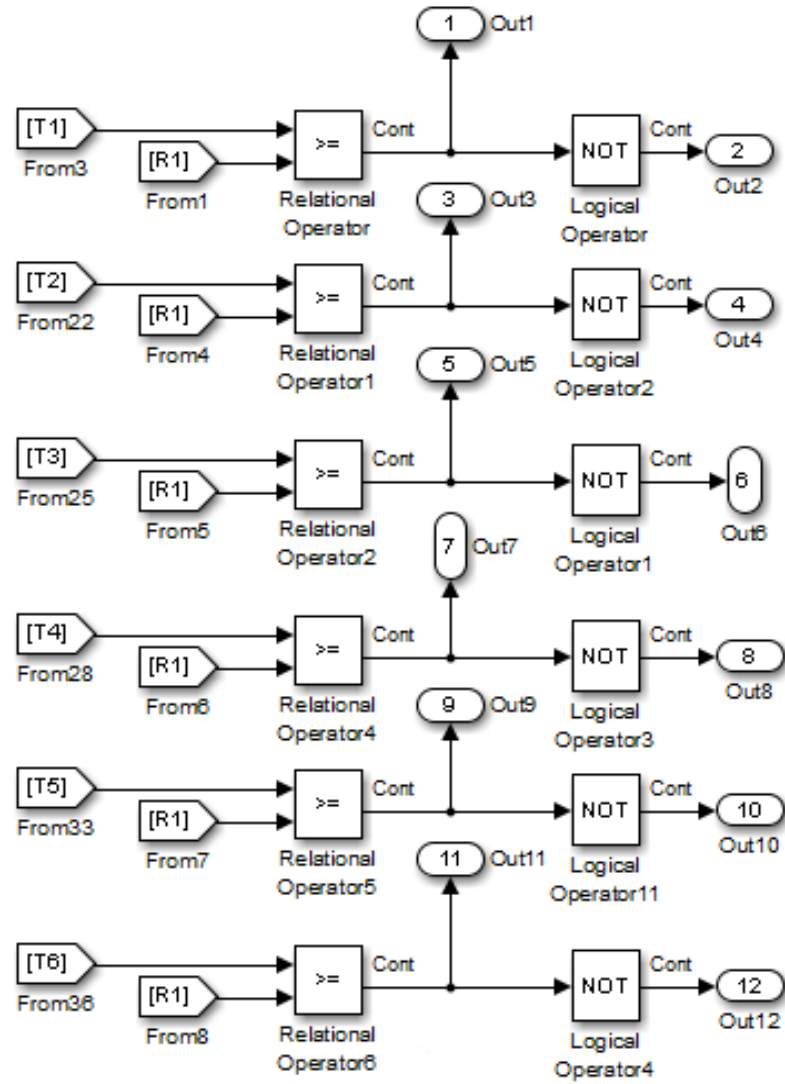 1 Out1
[T1] >= Cont NOT Cont 2
From3 [R1] Out2
From1 Relational Operator Logical Operator
3 Out3
[T2] >= Cont NOT Cont 4
From22 [R1] Out4
From4 Relational Operator1 Logical Operator2
5 Out5
[T3] >= Cont NOT Cont 6
From25 [R1] Out6
From5 Relational Operator2 Logical Operator1
7 Out7
[T4] >= Cont NOT Cont 8
From28 [R1] Out8
From6 Relational Operator4 Logical Operator3
9 Out9
[T5] >= Cont NOT Cont 10
From33 [R1] Out10
From7 Relational Operator5 Logical Operator11
11 Out11
[T6] >= Cont NOT Cont 12
From36 [R1] Out12
From8 Relational Operator6 Logical Operator4